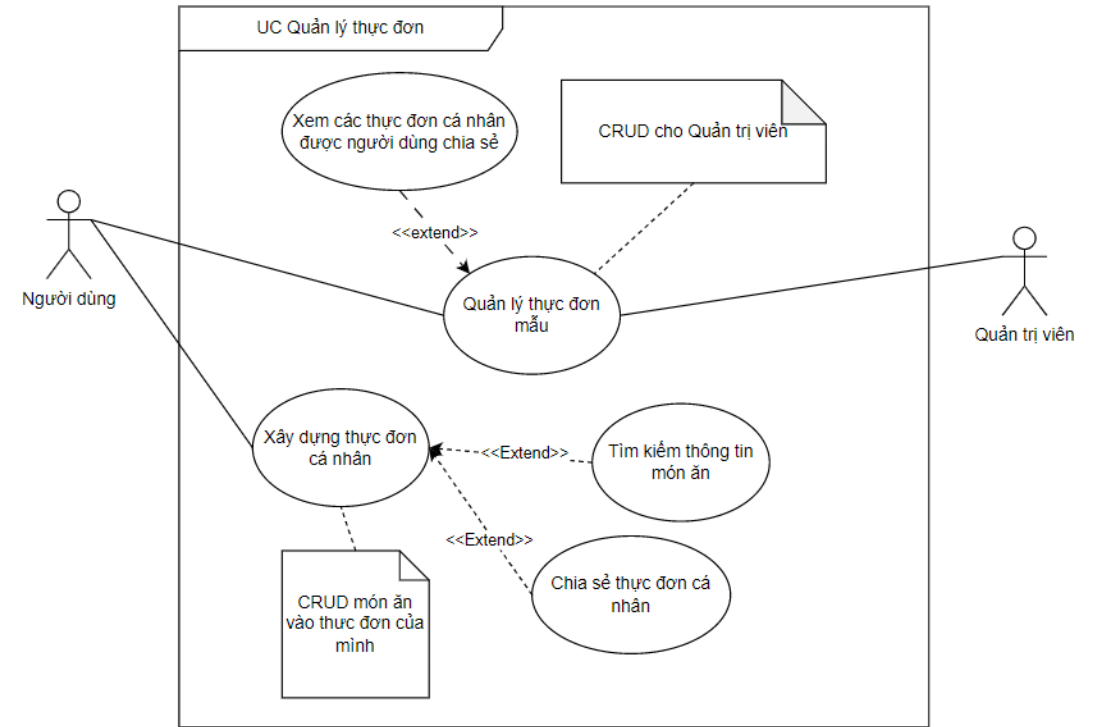 UC Quản lý thực đơn
Xem các thực đơn cá nhân
được người dùng chia sẻ
CRUD cho Quản trị viên
<<extend>>
Người dùng
Quản lý thực đơn
mẫu
Quản trị viên
Xây dựng thực đơn
cá nhân
<<Extend>>
Tìm kiếm thông tin
món ăn
<<Extend>>
Chia sẻ thực đơn cá
nhân
CRUD món ăn
vào thưc đơn của
mình